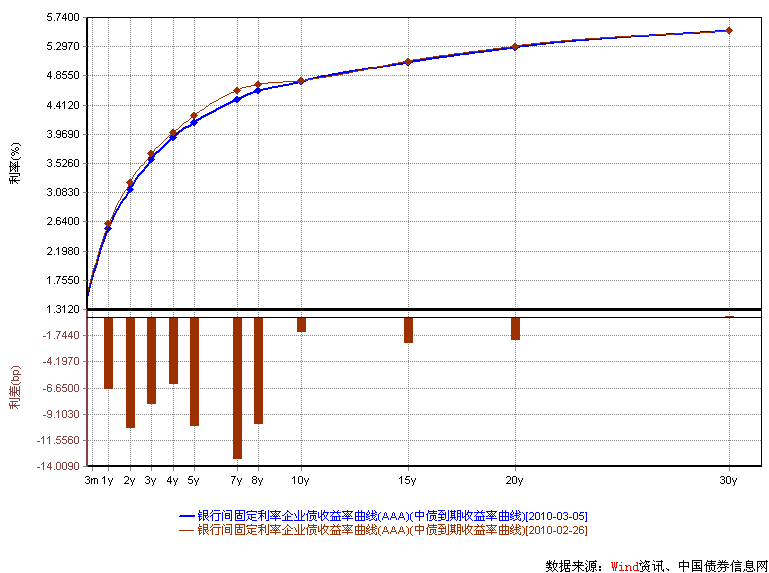 5.7400
5.2970
4.8550
4.4120
3.9690
3.5260
3.0830
2.6400
2.1980
1.7550
1.3120
利率(%)
-1.7440
-4.1970
-6.6500
-9.1030
-11.5560
-14.0090
利差(bp)
3m 1y 2y 3y 4y 5y 7y 8y 10y 15y 20y 30y
银行间固定利率企业债收益率曲线(AAA)(中债到期收益率曲线)[2010-03-05]
银行间固定利率企业债收益率曲线(AAA)(中债到期收益率曲线)[2010-02-26]
数据来源：Wind资讯、中国债券信息网